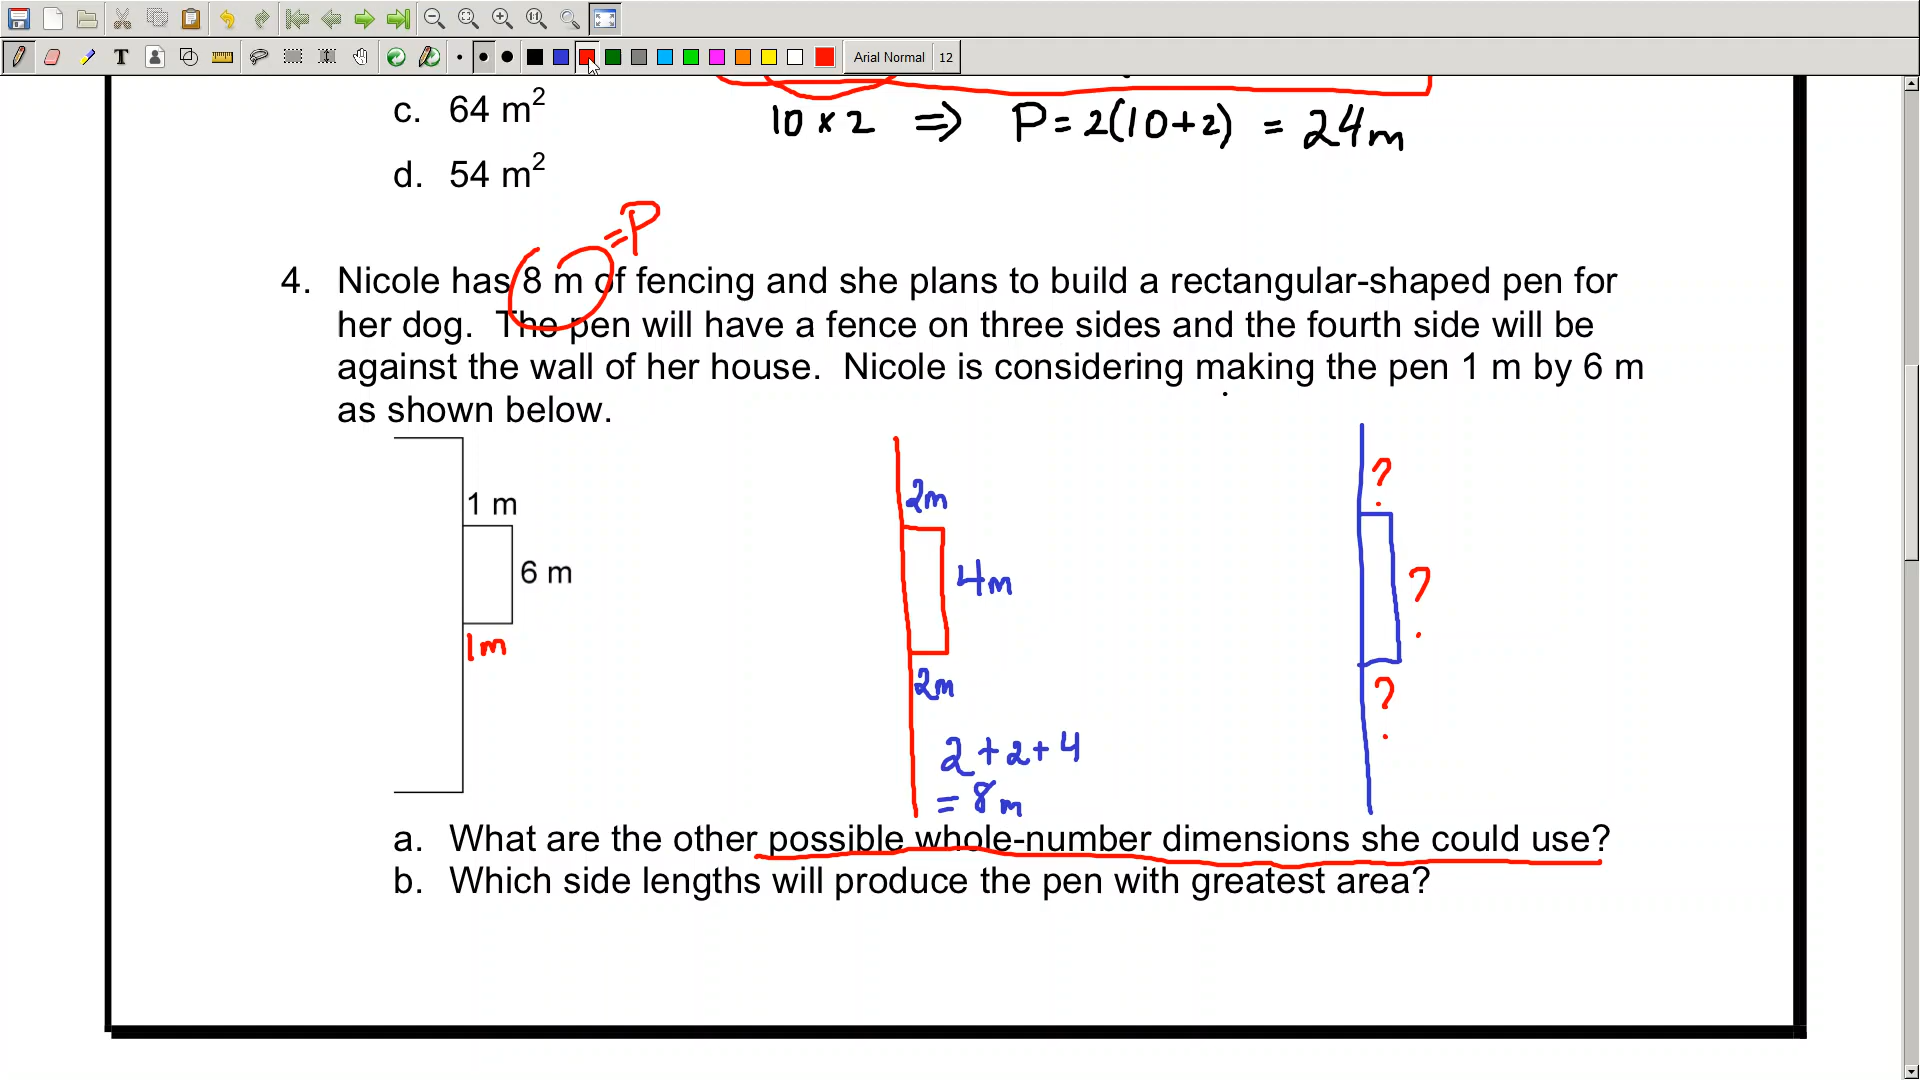 Arial Normal 12
c. 64 m²
10 × 2 ⇒ P = 2(10+2) = 24m
d. 54 m²
=P
4. Nicole has 8 m of fencing and she plans to build a rectangular-shaped pen for
her dog. The pen will have a fence on three sides and the fourth side will be
against the wall of her house. Nicole is considering making the pen 1 m by 6 m
as shown below.
1 m
6 m
1m
2m
4m
2m
2 + 2 + 4
= 8m
?
?
?
a. What are the other possible whole-number dimensions she could use?
b. Which side lengths will produce the pen with greatest area?